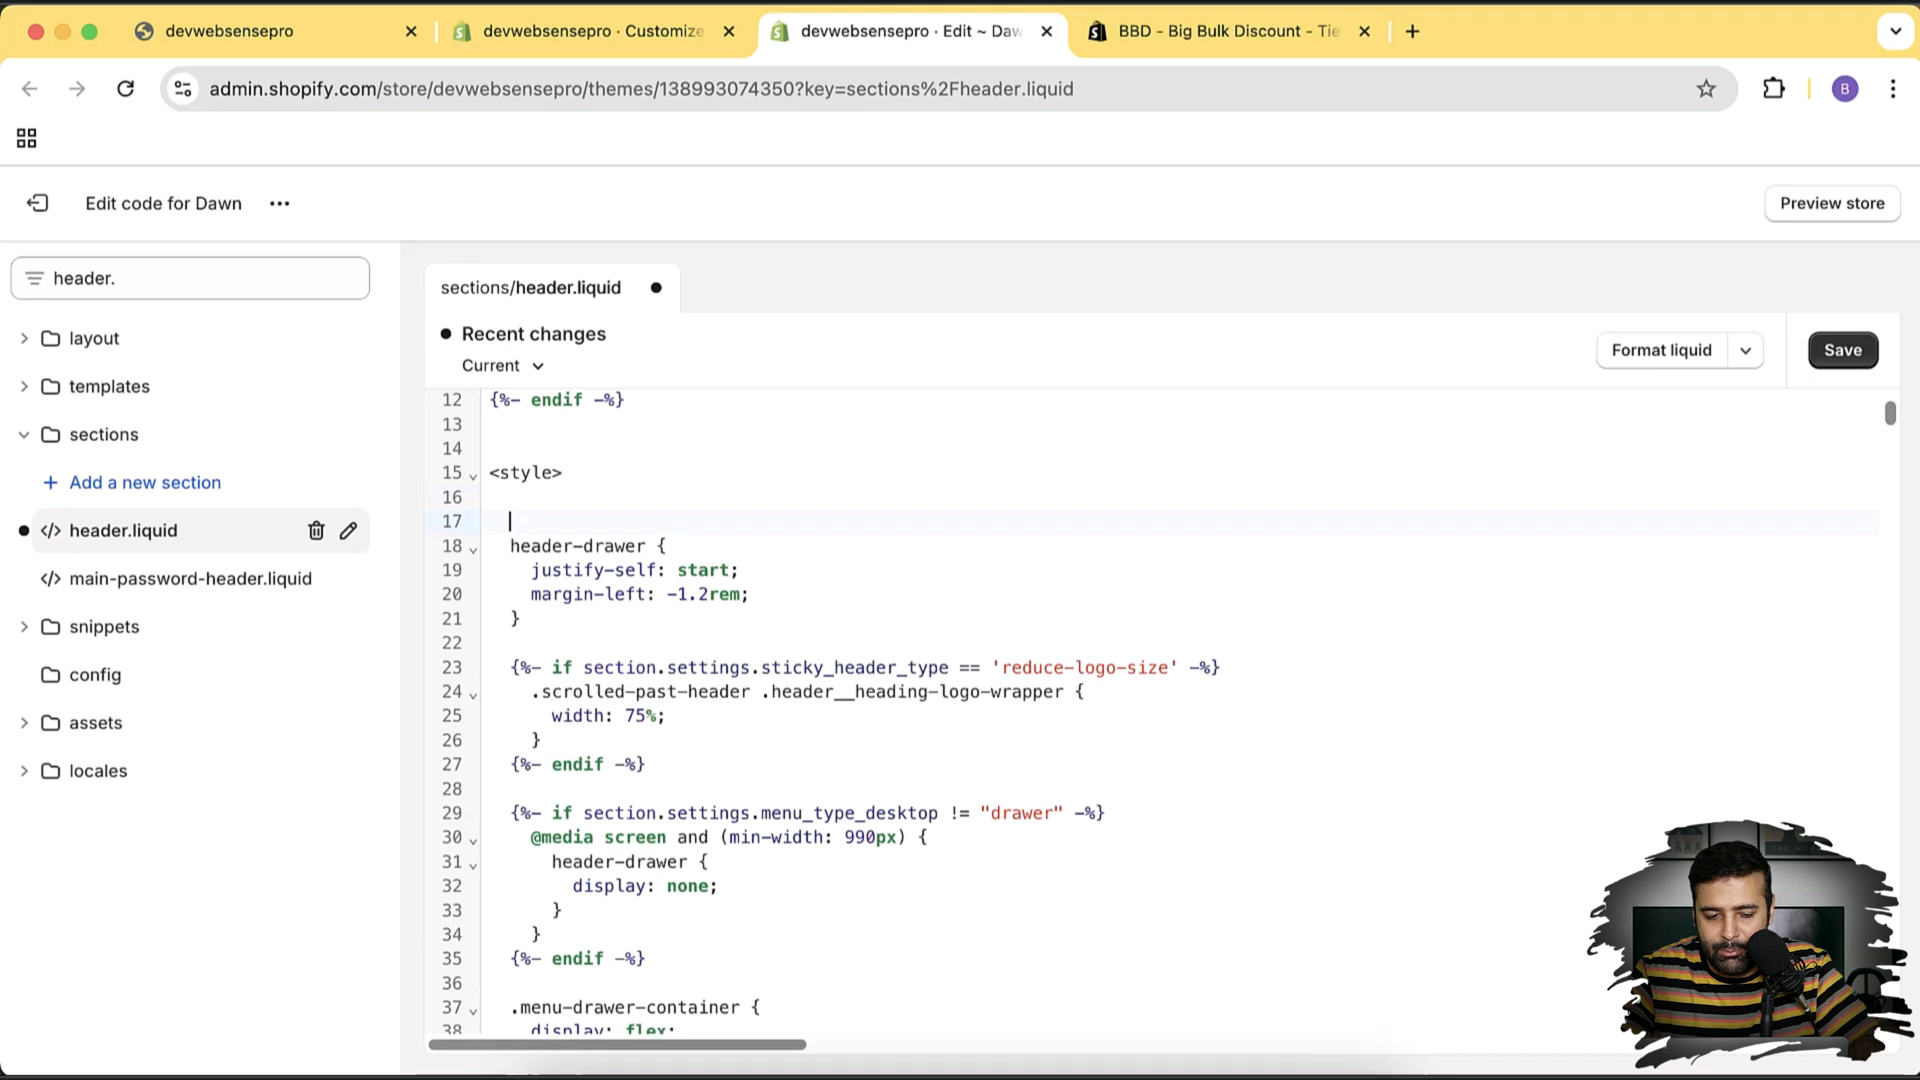 devwebsensepro
devwebsensepro · Customize
devwebsensepro · Edit ~ Daw
BBD - Big Bulk Discount - Tie
admin.shopify.com/store/devwebsensepro/themes/138993074350?key=sections%2Fheader.liquid
B
Edit code for Dawn
Preview store
header.
layout
templates
sections
Add a new section
header.liquid
main-password-header.liquid
snippets
config
assets
locales
sections/header.liquid
Recent changes
Current
Format liquid
Save
12 {%- endif -%}
13
14
15 <style>
16
17
18 header-drawer {
19 justify-self: start;
20 margin-left: -1.2rem;
21 }
22
23 {%- if section.settings.sticky_header_type == 'reduce-logo-size' -%}
24 .scrolled-past-header .header__heading-logo-wrapper {
25 width: 75%;
26 }
27 {%- endif -%}
28
29 {%- if section.settings.menu_type_desktop != "drawer" -%}
30 @media screen and (min-width: 990px) {
31 header-drawer {
32 display: none;
33 }
34 }
35 {%- endif -%}
36
37 .menu-drawer-container {
38 display: flex;